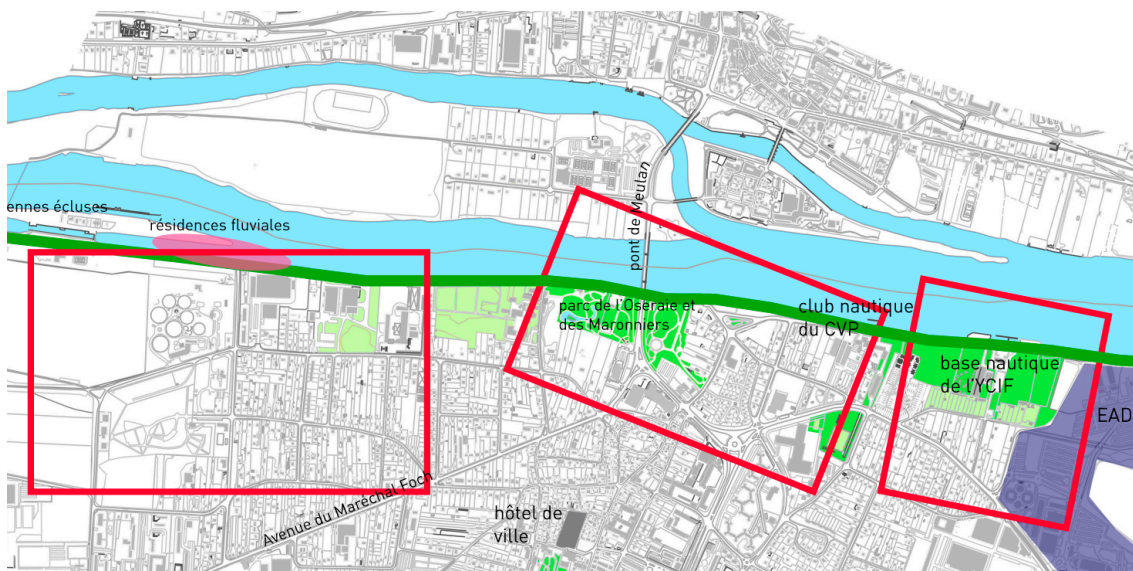 ennes écluses
résidences fluviales
pont de Meulan
parc de l'Oseraie et
des Maronniers
club nautique
du CVP
base nautique
de l'YCIF
EAD
Avenue du Maréchal Foch
hôtel de
ville